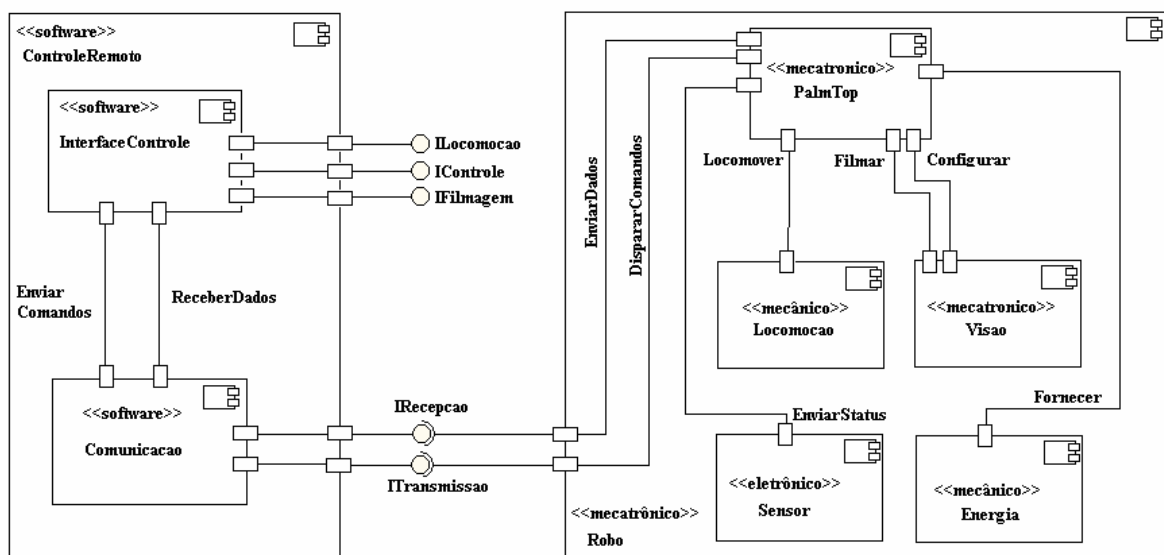 <<software>>
ControleRemoto
<<software>>
InterfaceControle
ILocomocao
IControle
IFilmagem
Enviar
Comandos
ReceberDados
<<software>>
Comunicacao
IRecepcao
ITransmissao
EnviarDados
DispararComandos
<<mecatronico>>
PalmTop
Locomover
Filmar
Configurar
<<mecânico>>
Locomocao
<<mecatronico>>
Visao
EnviarStatus
Fornecer
<<eletrônico>>
Sensor
<<mecânico>>
Energia
<<mecatrônico>>
Robo